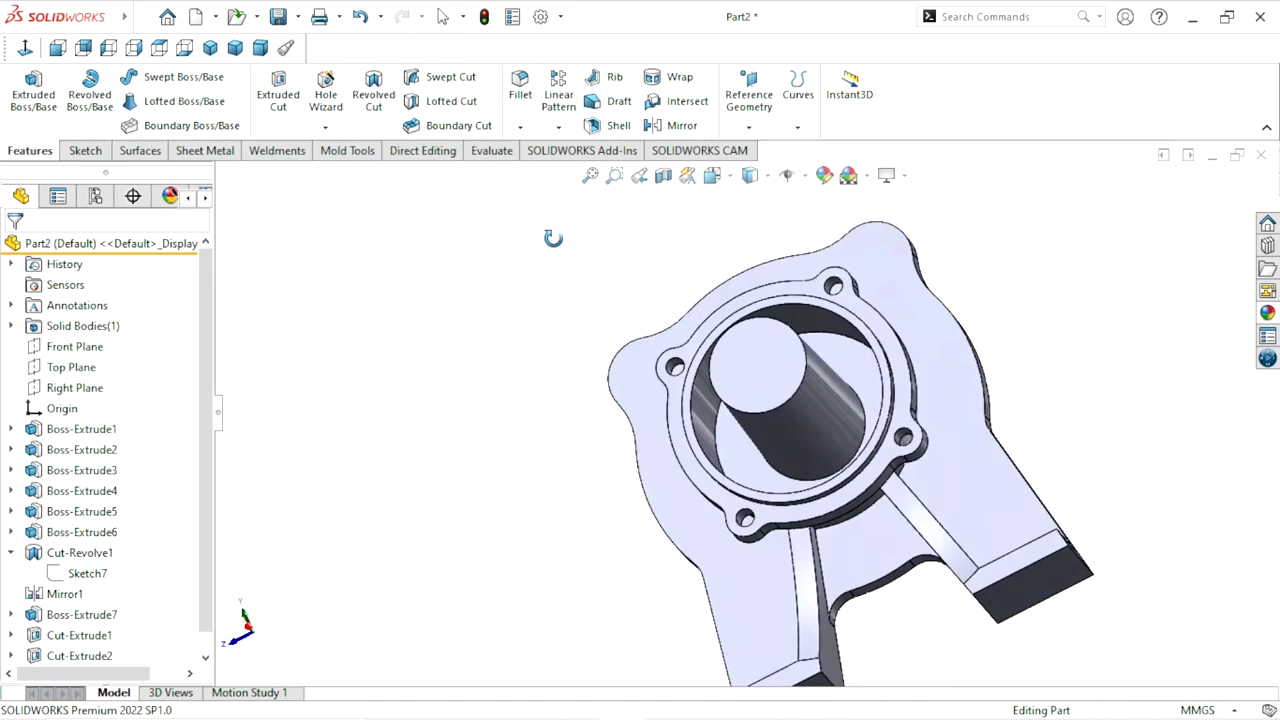 SOLIDWORKS
Part2 *
Search Commands
Extruded Boss/Base
Revolved Boss/Base
Swept Boss/Base
Lofted Boss/Base
Boundary Boss/Base
Extruded Cut
Hole Wizard
Revolved Cut
Swept Cut
Lofted Cut
Boundary Cut
Fillet
Linear Pattern
Rib
Draft
Shell
Wrap
Intersect
Mirror
Reference Geometry
Curves
Instant3D
Features
Sketch
Surfaces
Sheet Metal
Weldments
Mold Tools
Direct Editing
Evaluate
SOLIDWORKS Add-Ins
SOLIDWORKS CAM
Part2 (Default) <<Default>_Display
History
Sensors
Annotations
Solid Bodies(1)
Front Plane
Top Plane
Right Plane
Origin
Boss-Extrude1
Boss-Extrude2
Boss-Extrude3
Boss-Extrude4
Boss-Extrude5
Boss-Extrude6
Cut-Revolve1
Sketch7
Mirror1
Boss-Extrude7
Cut-Extrude1
Cut-Extrude2
Y
Z
Model
3D Views
Motion Study 1
SOLIDWORKS Premium 2022 SP1.0
Editing Part
MMGS